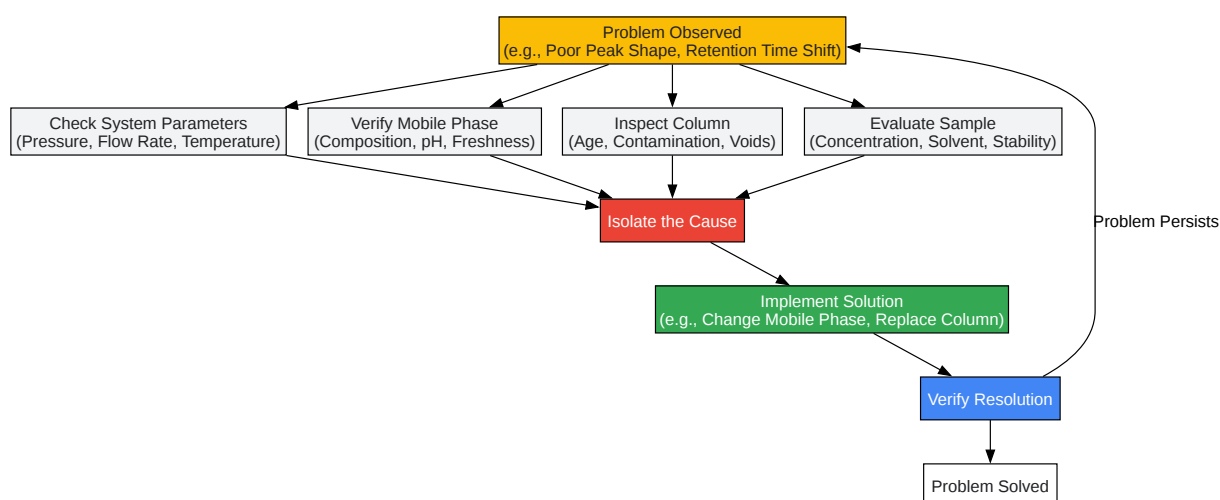 Problem Observed
(e.g., Poor Peak Shape, Retention Time Shift)
Check System Parameters
(Pressure, Flow Rate, Temperature)
Verify Mobile Phase
(Composition, pH, Freshness)
Inspect Column
(Age, Contamination, Voids)
Evaluate Sample
(Concentration, Solvent, Stability)
Isolate the Cause
Problem Persists
Implement Solution
(e.g., Change Mobile Phase, Replace Column)
Verify Resolution
Problem Solved